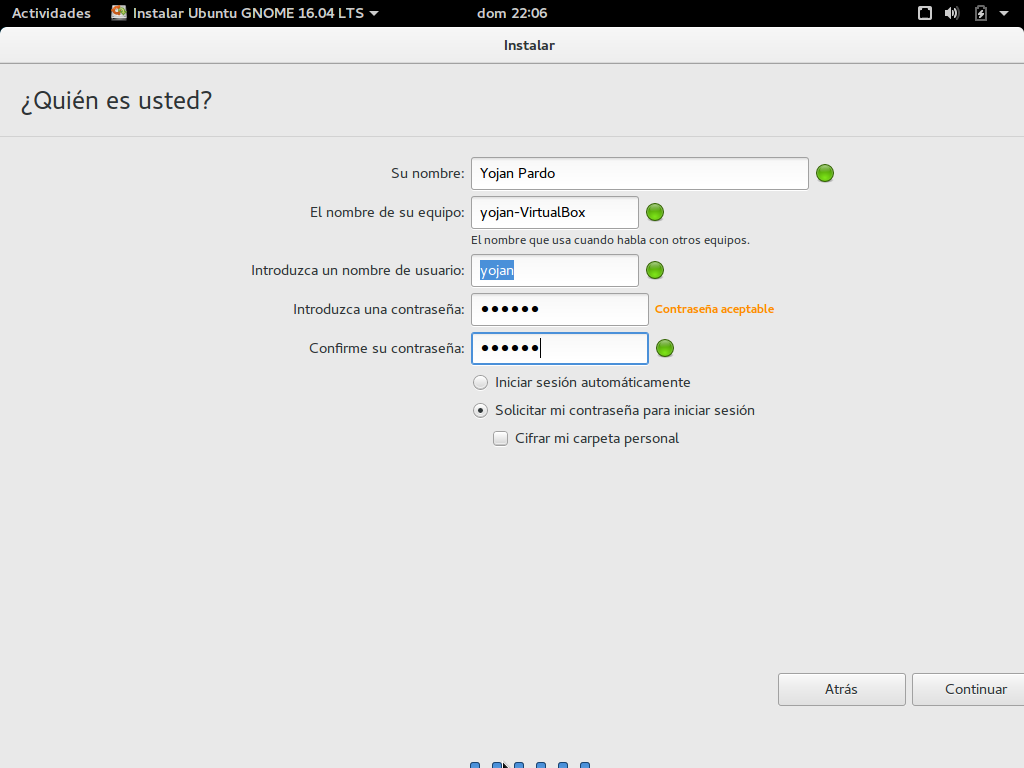 Actividades Instalar Ubuntu GNOME 16.04 LTS dom 22:06
Instalar
¿Quién es usted?
Su nombre: Yojan Pardo
El nombre de su equipo: yojan-VirtualBox
El nombre que usa cuando habla con otros equipos.
Introduzca un nombre de usuario: yojan
Introduzca una contraseña: ●●●●●● Contraseña aceptable
Confirme su contraseña: ●●●●●●
Iniciar sesión automáticamente
Solicitar mi contraseña para iniciar sesión
Cifrar mi carpeta personal
Atrás Continuar